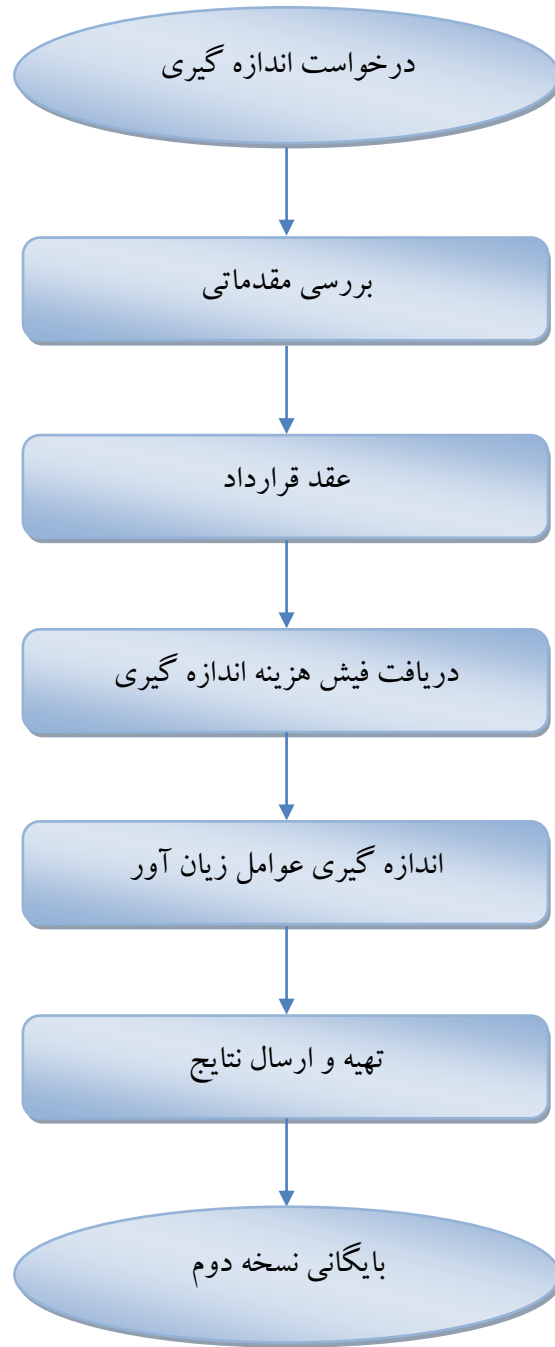 درخواست اندازه گیری
بررسی مقدماتی
عقد قرارداد
دریافت فیش هزینه اندازه گیری
اندازه گیری عوامل زیان آور
تهیه و ارسال نتایج
بایگانی نسخه دوم